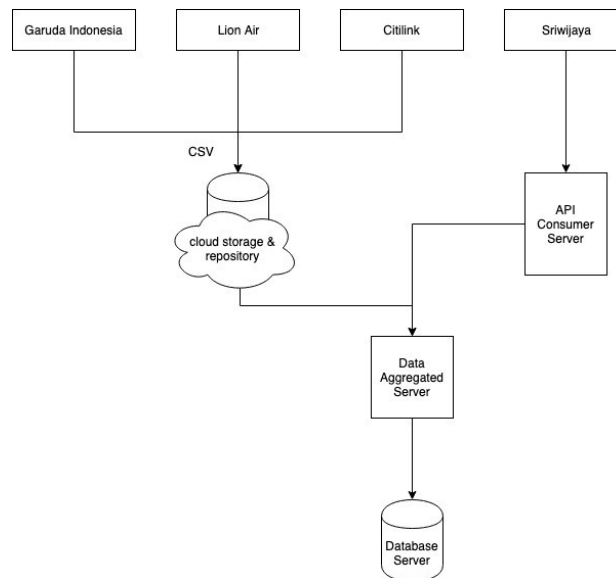 Garuda Indonesia
Lion Air
Citilink
Sriwijaya
CSV
cloud storage &
repository
API
Consumer
Server
Data
Aggregated
Server
Database
Server